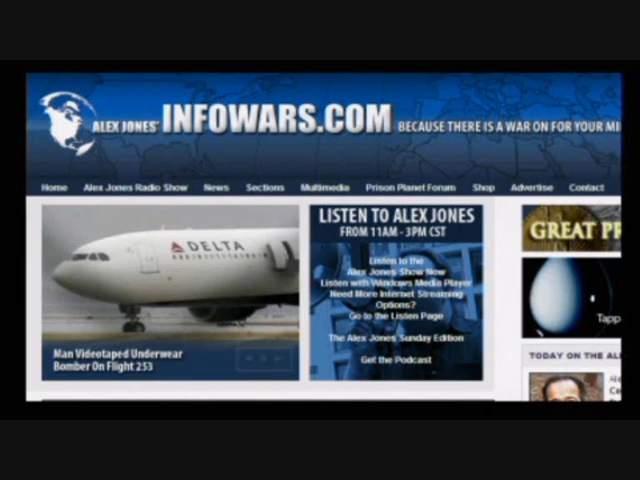 ALEX JONES' INFOWARS.COM BECAUSE THERE IS A WAR ON FOR YOUR
Home Alex Jones Radio Show News Sections Multimedia Prison Planet Forum Shop Advertise Contact
DELTA
Man Videotaped Underwear
Bomber On Flight 253
LISTEN TO ALEX JONES
FROM 11AM - 3PM CST
Listen to the
Alex Jones Show Now
Listen with Windows Media Player
Need More Internet Streaming
Options?
Go to the Listen Page
The Alex Jones Sunday Edition
Get the Podcast
GREAT
TODAY ON THE